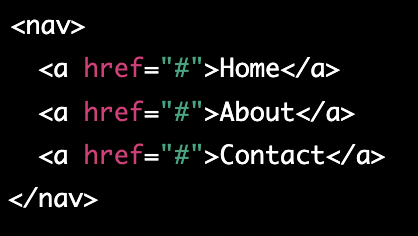 <nav>
  <a href="#">Home</a>
  <a href="#">About</a>
  <a href="#">Contact</a>
</nav>